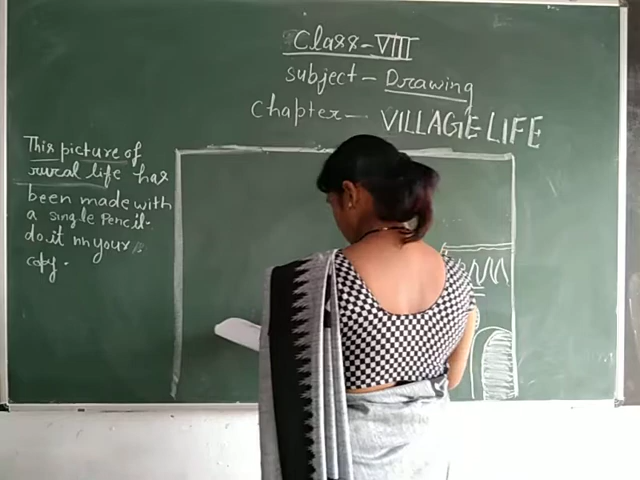 Class-VIII
Subject- Drawing
Chapter- VILLAGE LIFE
This picture of
rural life has
been made with
a single pencil.
do it in your
copy.